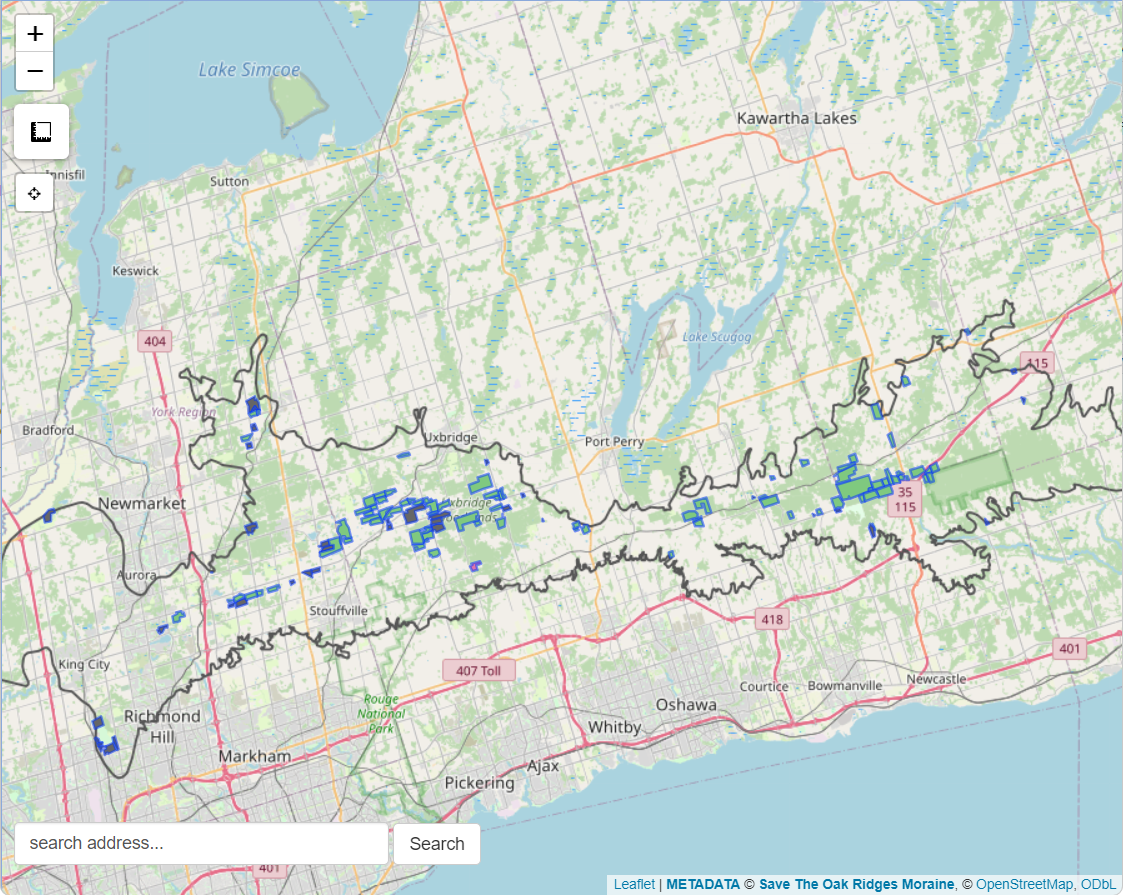 +
Lake Simcoe
−
Kawartha Lakes
Innisfil
Sutton
Keswick
Lake Scugog
404
115
York Region
Bradford
Uxbridge
Port Perry
Newmarket
35
115
Aurora
Stouffville
418
401
King City
407 Toll
Courtice
Bowmanville
Newcastle
Rouge
National
Park
Oshawa
Richmond
Hill
Whitby
Markham
Ajax
Pickering
search address...
Search
401
Leaflet | METADATA © Save The Oak Ridges Moraine, © OpenStreetMap, ODbL